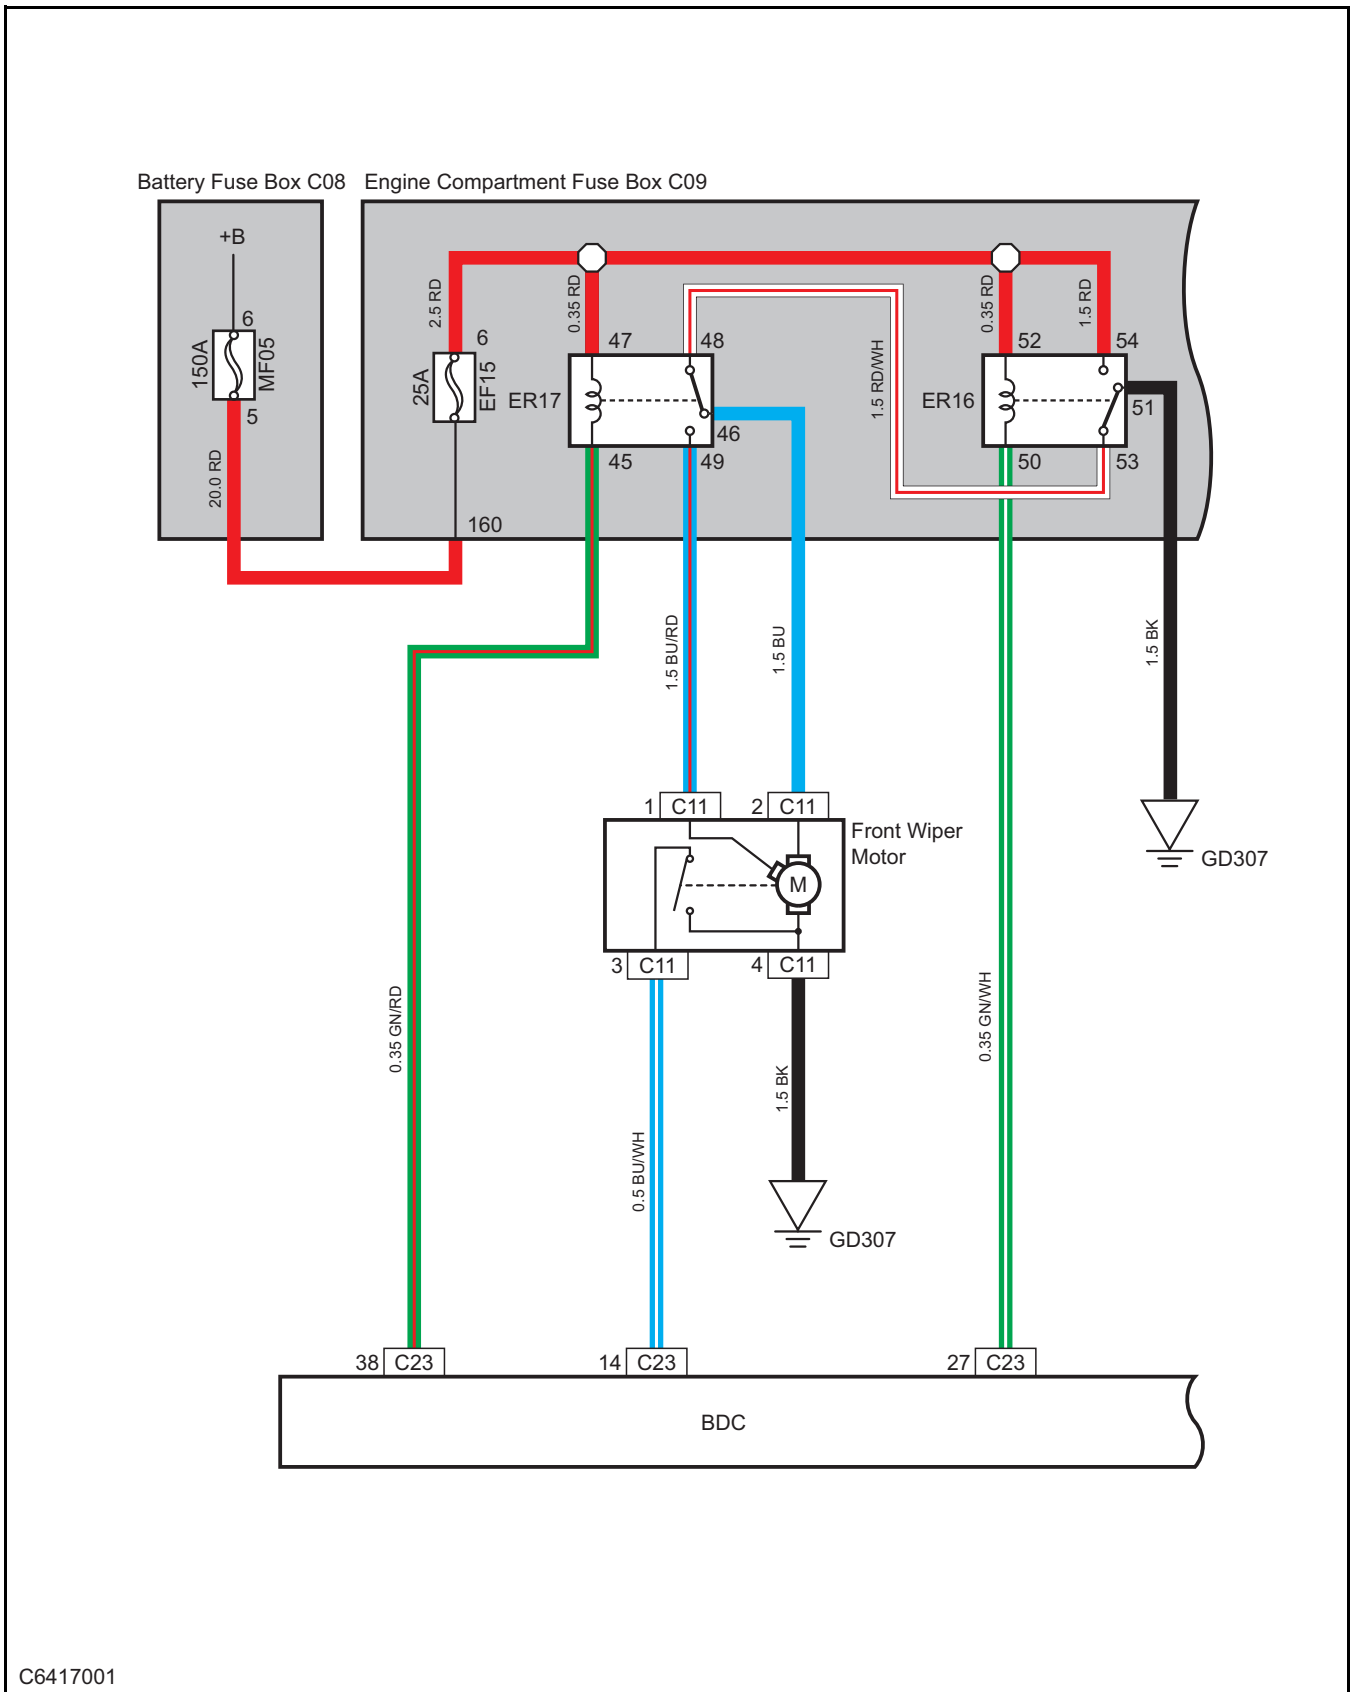 Battery Fuse Box C08
Engine Compartment Fuse Box C09
+B
6
150A
MF05
5
20.0 RD
2.5 RD
6
25A
EF15
160
0.35 RD
47
48
ER17
46
45
49
1.5 RD/WH
0.35 RD
1.5 RD
52
54
ER16
51
50
53
1.5 BU/RD
1.5 BU
1.5 BK
1 C11
2 C11
Front Wiper
Motor
M
GD307
3 C11
4 C11
0.35 GN/RD
0.5 BU/WH
1.5 BK
0.35 GN/WH
GD307
38 C23
14 C23
27 C23
BDC
C6417001